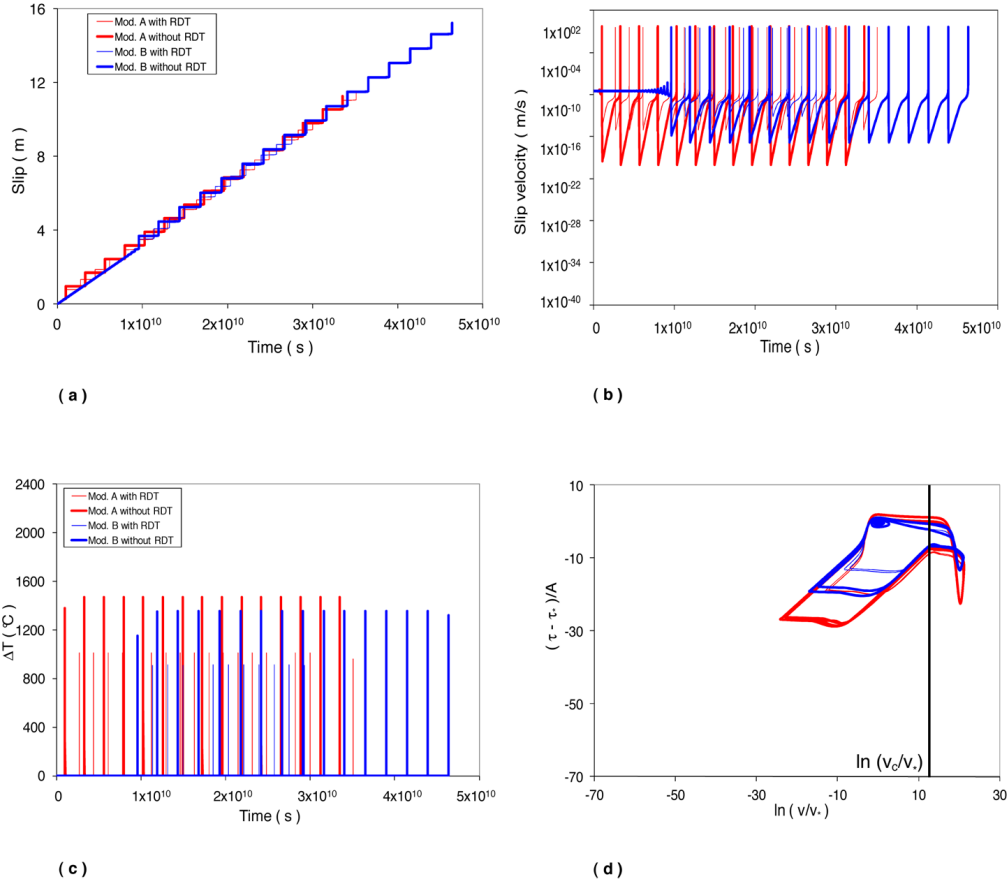 16
12
8
4
0
Slip ( m )
Mod. A with RDT
Mod. A without RDT
Mod. B with RDT
Mod. B without RDT
0 1x10^10 2x10^10 3x10^10 4x10^10 5x10^10
Time ( s )
( a )
1x10^02
1x10^-04
1x10^-10
1x10^-16
1x10^-22
1x10^-28
1x10^-34
1x10^-40
Slip velocity ( m/s )
0 1x10^10 2x10^10 3x10^10 4x10^10 5x10^10
Time ( s )
( b )
2400
2000
1600
1200
800
400
0
ΔT ( °C )
Mod. A with RDT
Mod. A without RDT
Mod. B with RDT
Mod. B without RDT
0 1x10^10 2x10^10 3x10^10 4x10^10 5x10^10
Time ( s )
( c )
10
-10
-30
-50
-70
( τ - τ* )/A
ln (vc/v*)
-70 -50 -30 -10 10 30
ln ( v/v* )
( d )